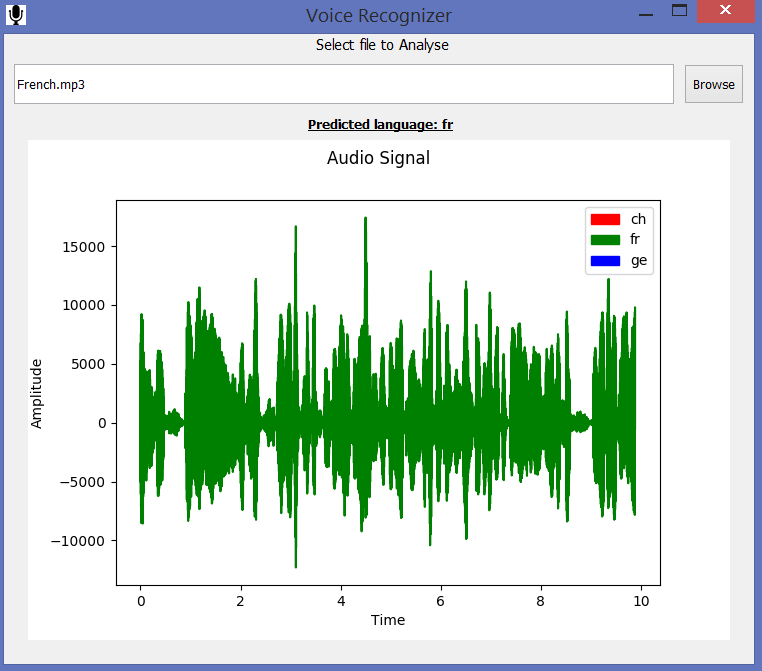 Voice Recognizer
Select file to Analyse
French.mp3
Browse
Predicted language: fr
Audio Signal
ch
fr
ge
15000
10000
5000
0
−5000
−10000
Amplitude
0 2 4 6 8 10
Time